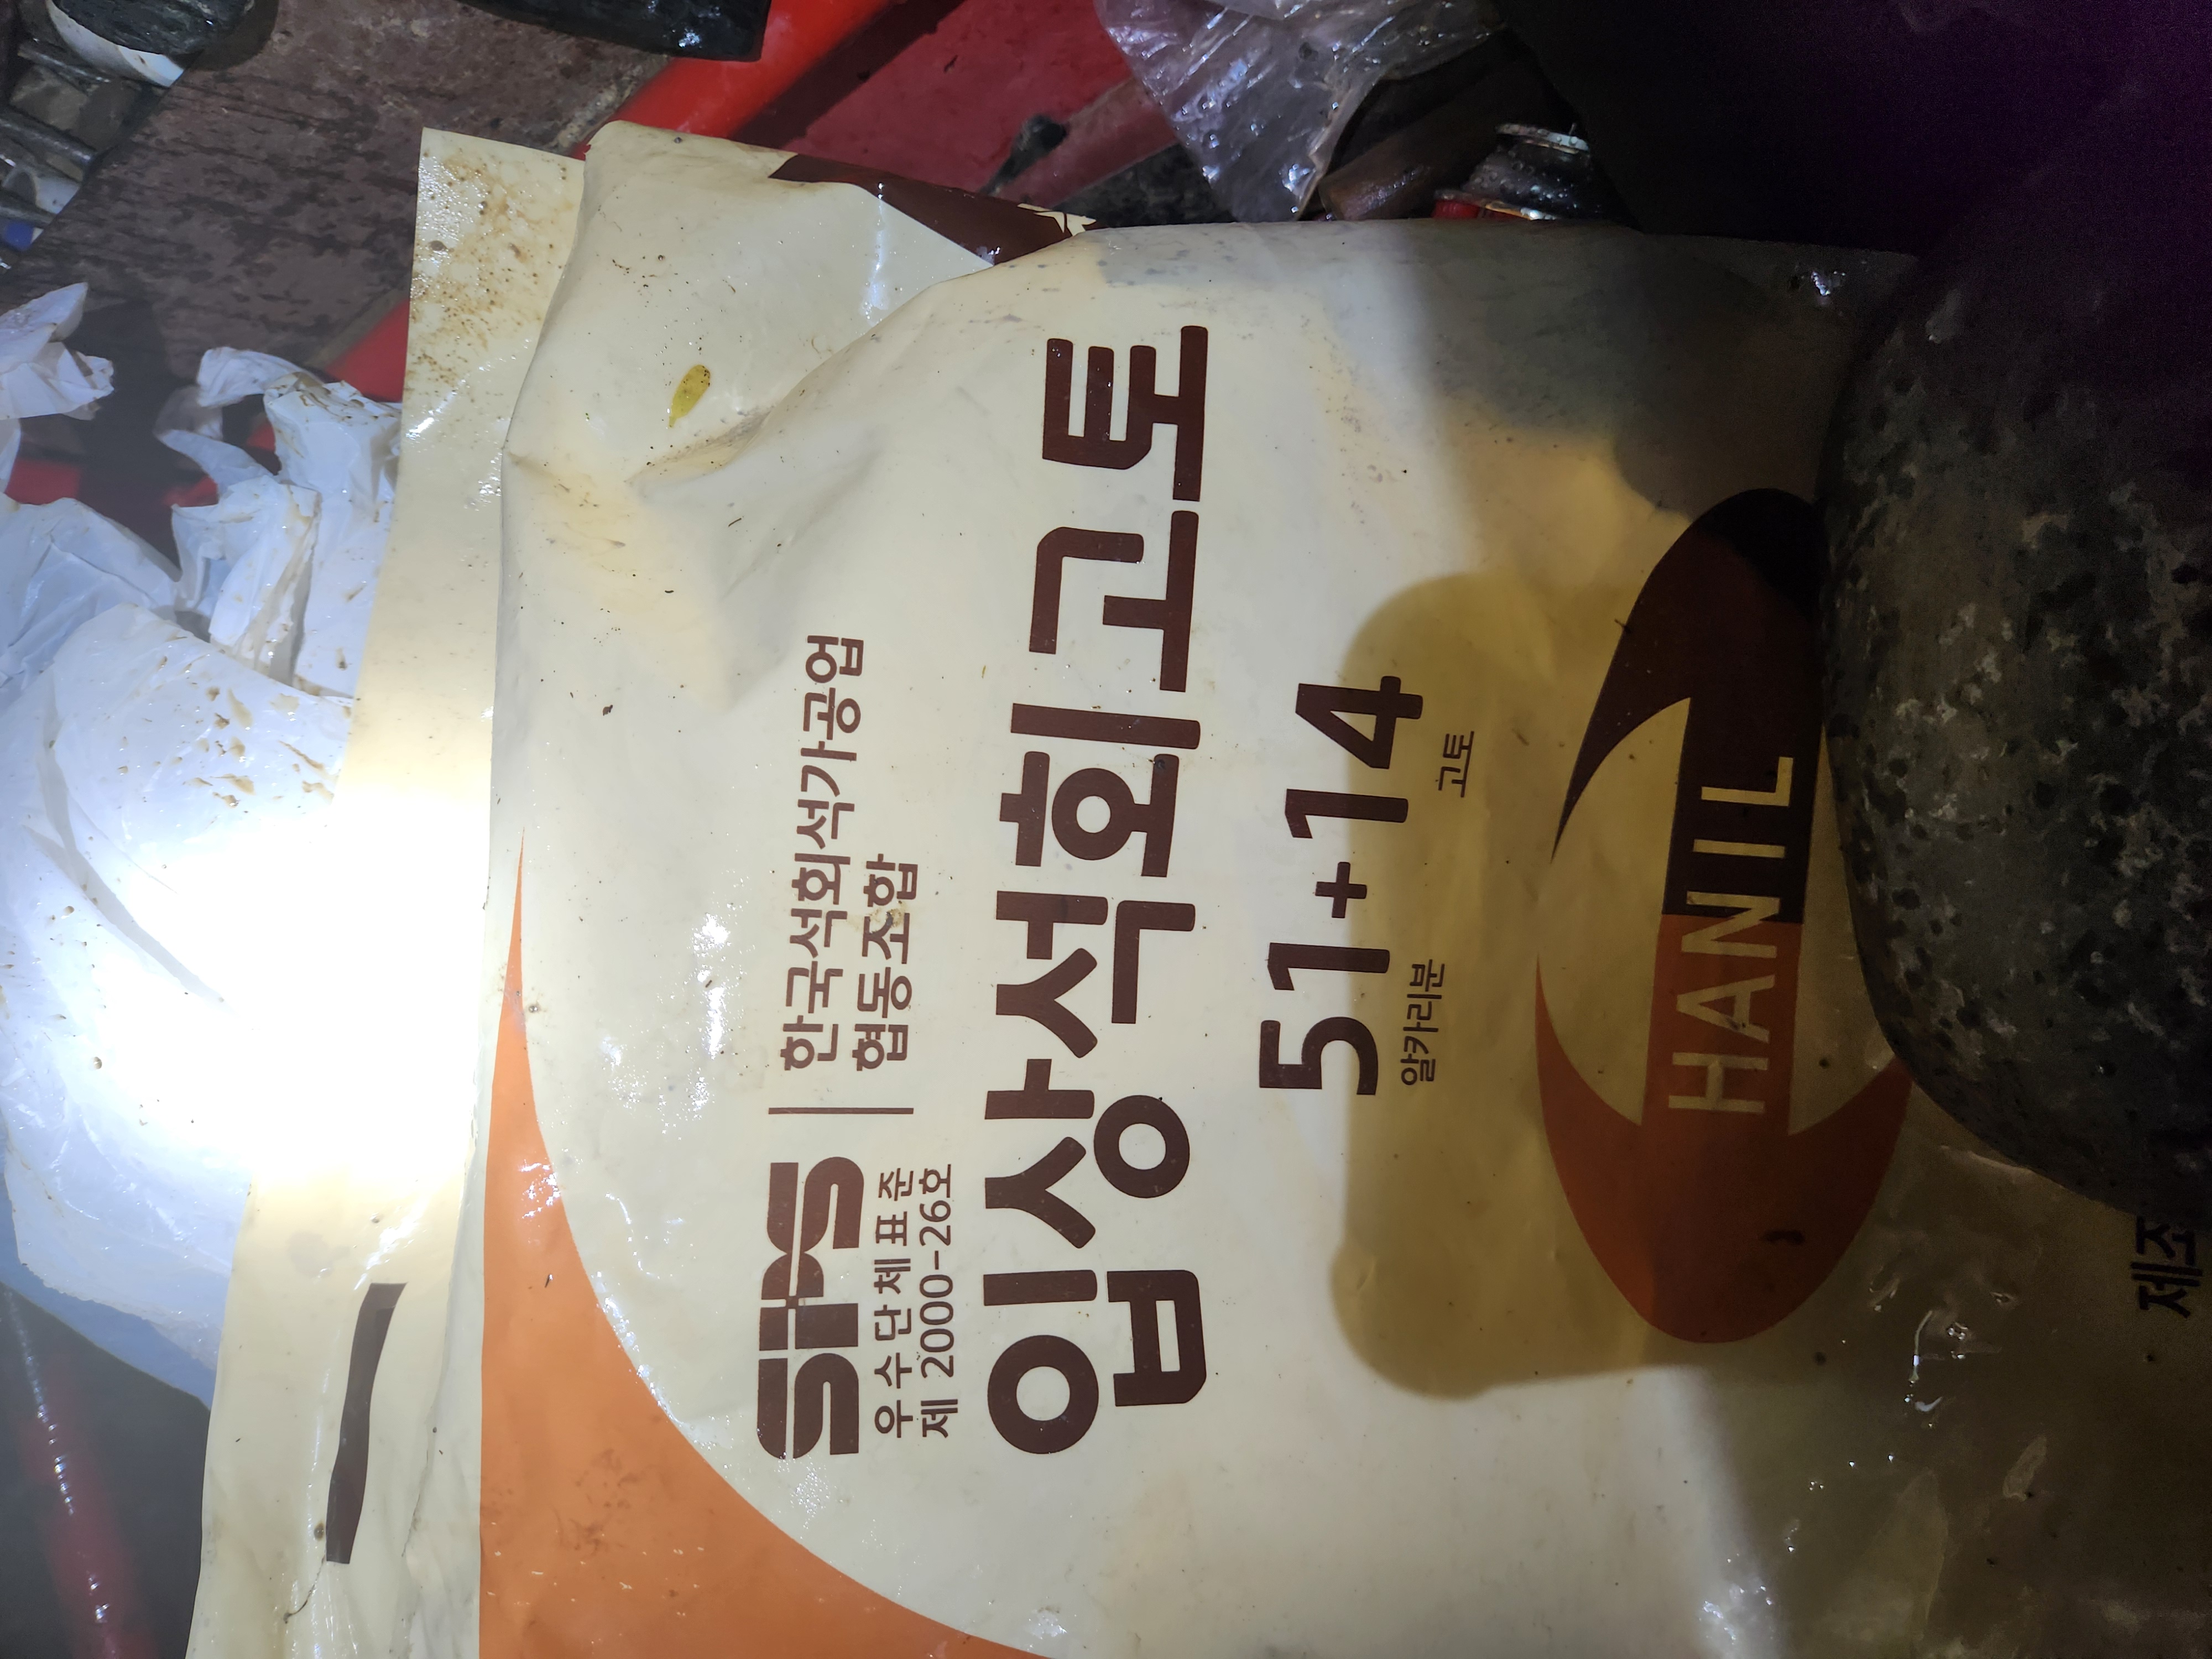 SPS
우수단체표준
제 2000-26호
한국석회석가공업
협동조합
입상석회고토
51+14
알카리분
고토
HANIL
제조